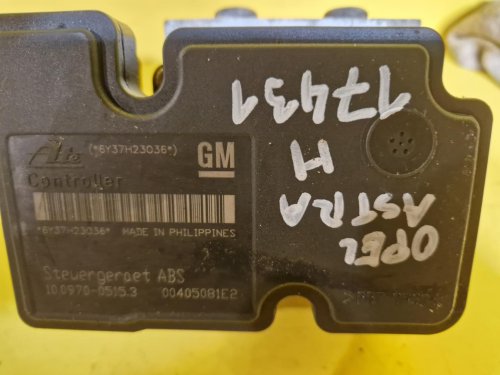 Ate
(*6Y37H23036*)
GM
Controller
*6Y37H23036*
MADE IN PHILIPPINES
Steuergeraet ABS
10.0970-0515.3
00405081E2
17431
H
OPEL
ASTRA